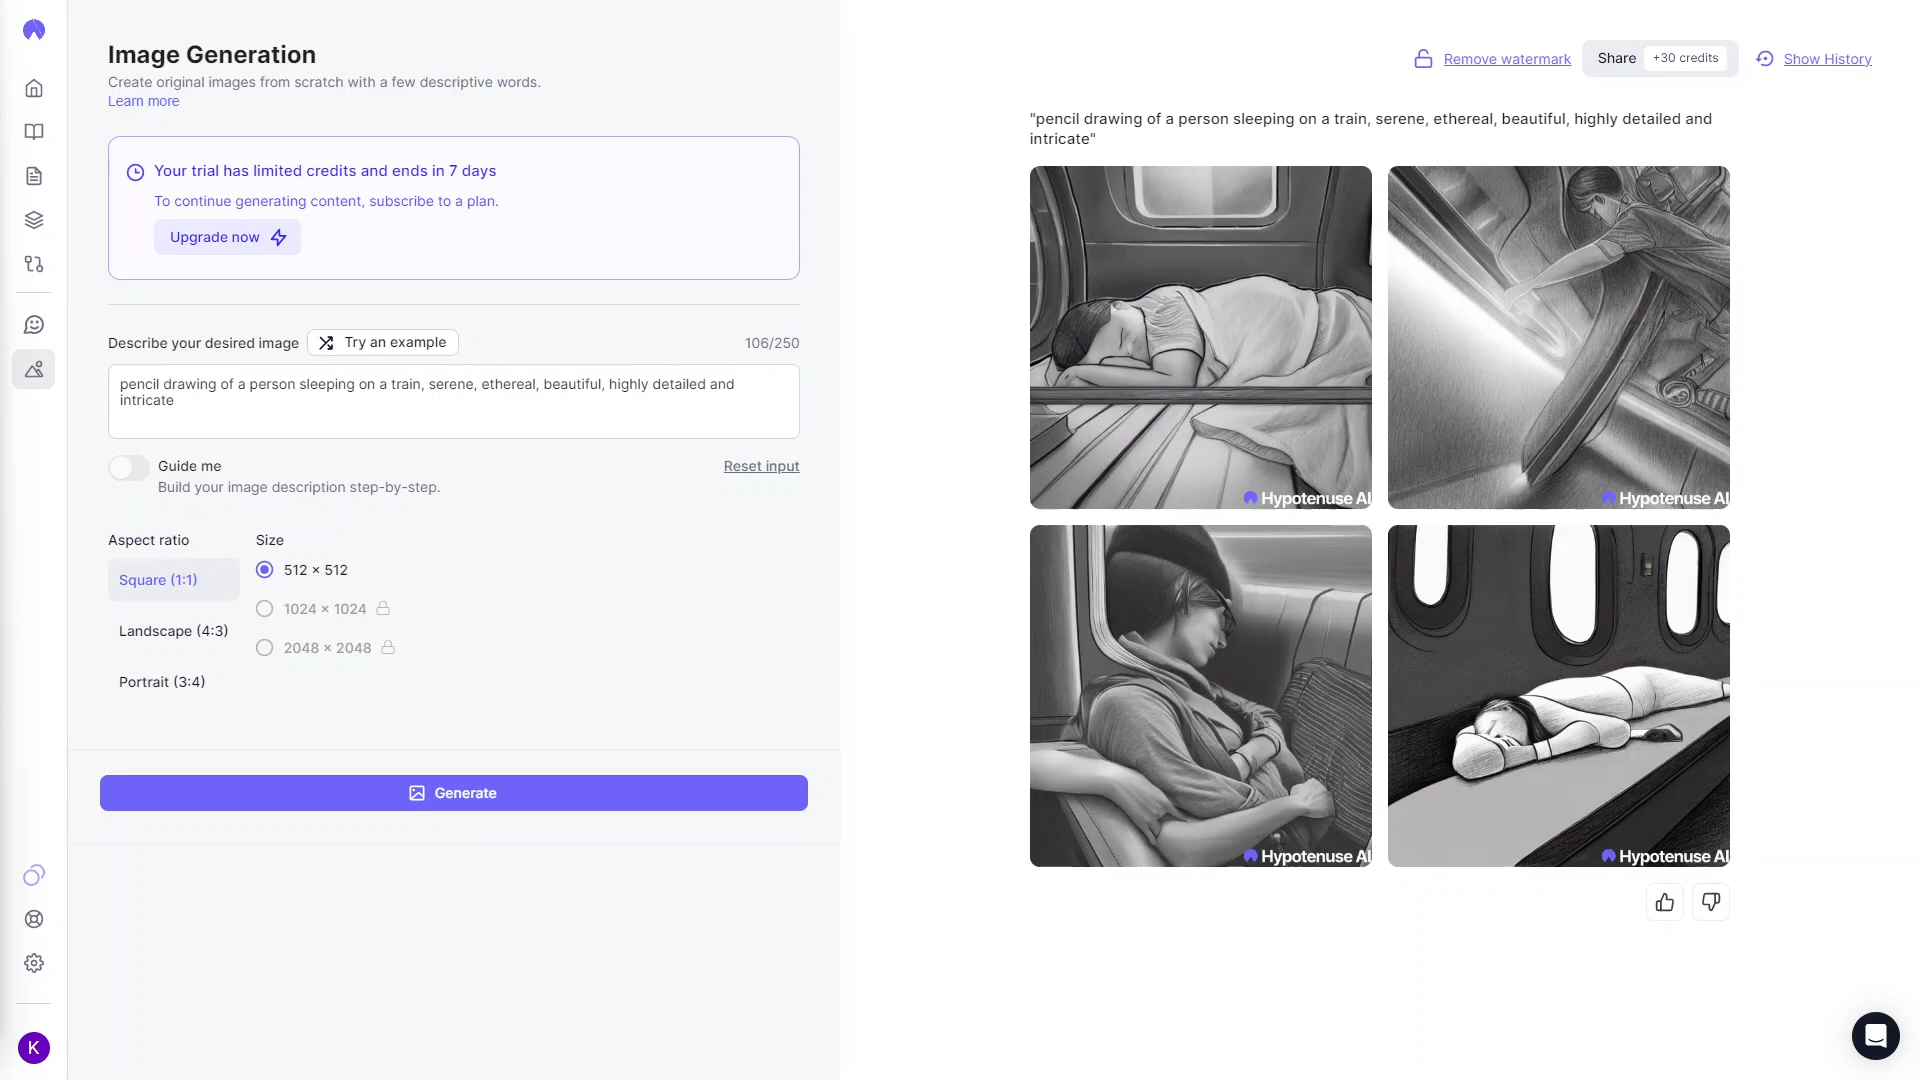 Image Generation
Create original images from scratch with a few descriptive words.
Learn more
Your trial has limited credits and ends in 7 days
To continue generating content, subscribe to a plan.
Upgrade now
Describe your desired image
Try an example
106/250
pencil drawing of a person sleeping on a train, serene, ethereal, beautiful, highly detailed and
intricate
Guide me
Reset input
Build your image description step-by-step.
Aspect ratio
Size
Square (1:1)
512 × 512
1024 × 1024
Landscape (4:3)
2048 × 2048
Portrait (3:4)
Generate
K
Remove watermark
Share
+30 credits
Show History
"pencil drawing of a person sleeping on a train, serene, ethereal, beautiful, highly detailed and
intricate"
Hypotenuse AI
Hypotenuse AI
Hypotenuse AI
Hypotenuse AI